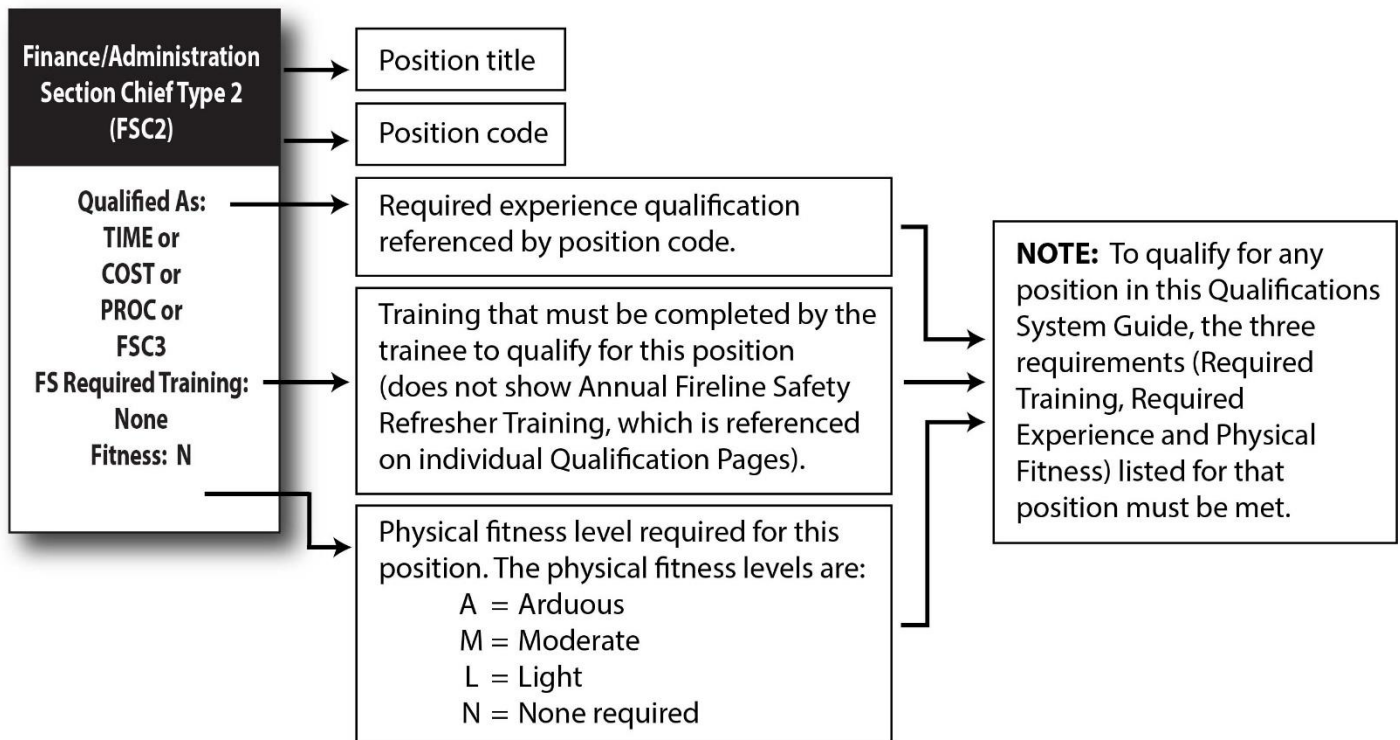 Finance/Administration
Section Chief Type 2
(FSC2)
Qualified As:
TIME or
COST or
PROC or
FSC3
FS Required Training:
None
Fitness: N
Position title
Position code
Required experience qualification
referenced by position code.
Training that must be completed by the
trainee to qualify for this position
(does not show Annual Fireline Safety
Refresher Training, which is referenced
on individual Qualification Pages).
Physical fitness level required for this
position. The physical fitness levels are:
A = Arduous
M = Moderate
L = Light
N = None required
NOTE: To qualify for any
position in this Qualifications
System Guide, the three
requirements (Required
Training, Required
Experience and Physical
Fitness) listed for that
position must be met.